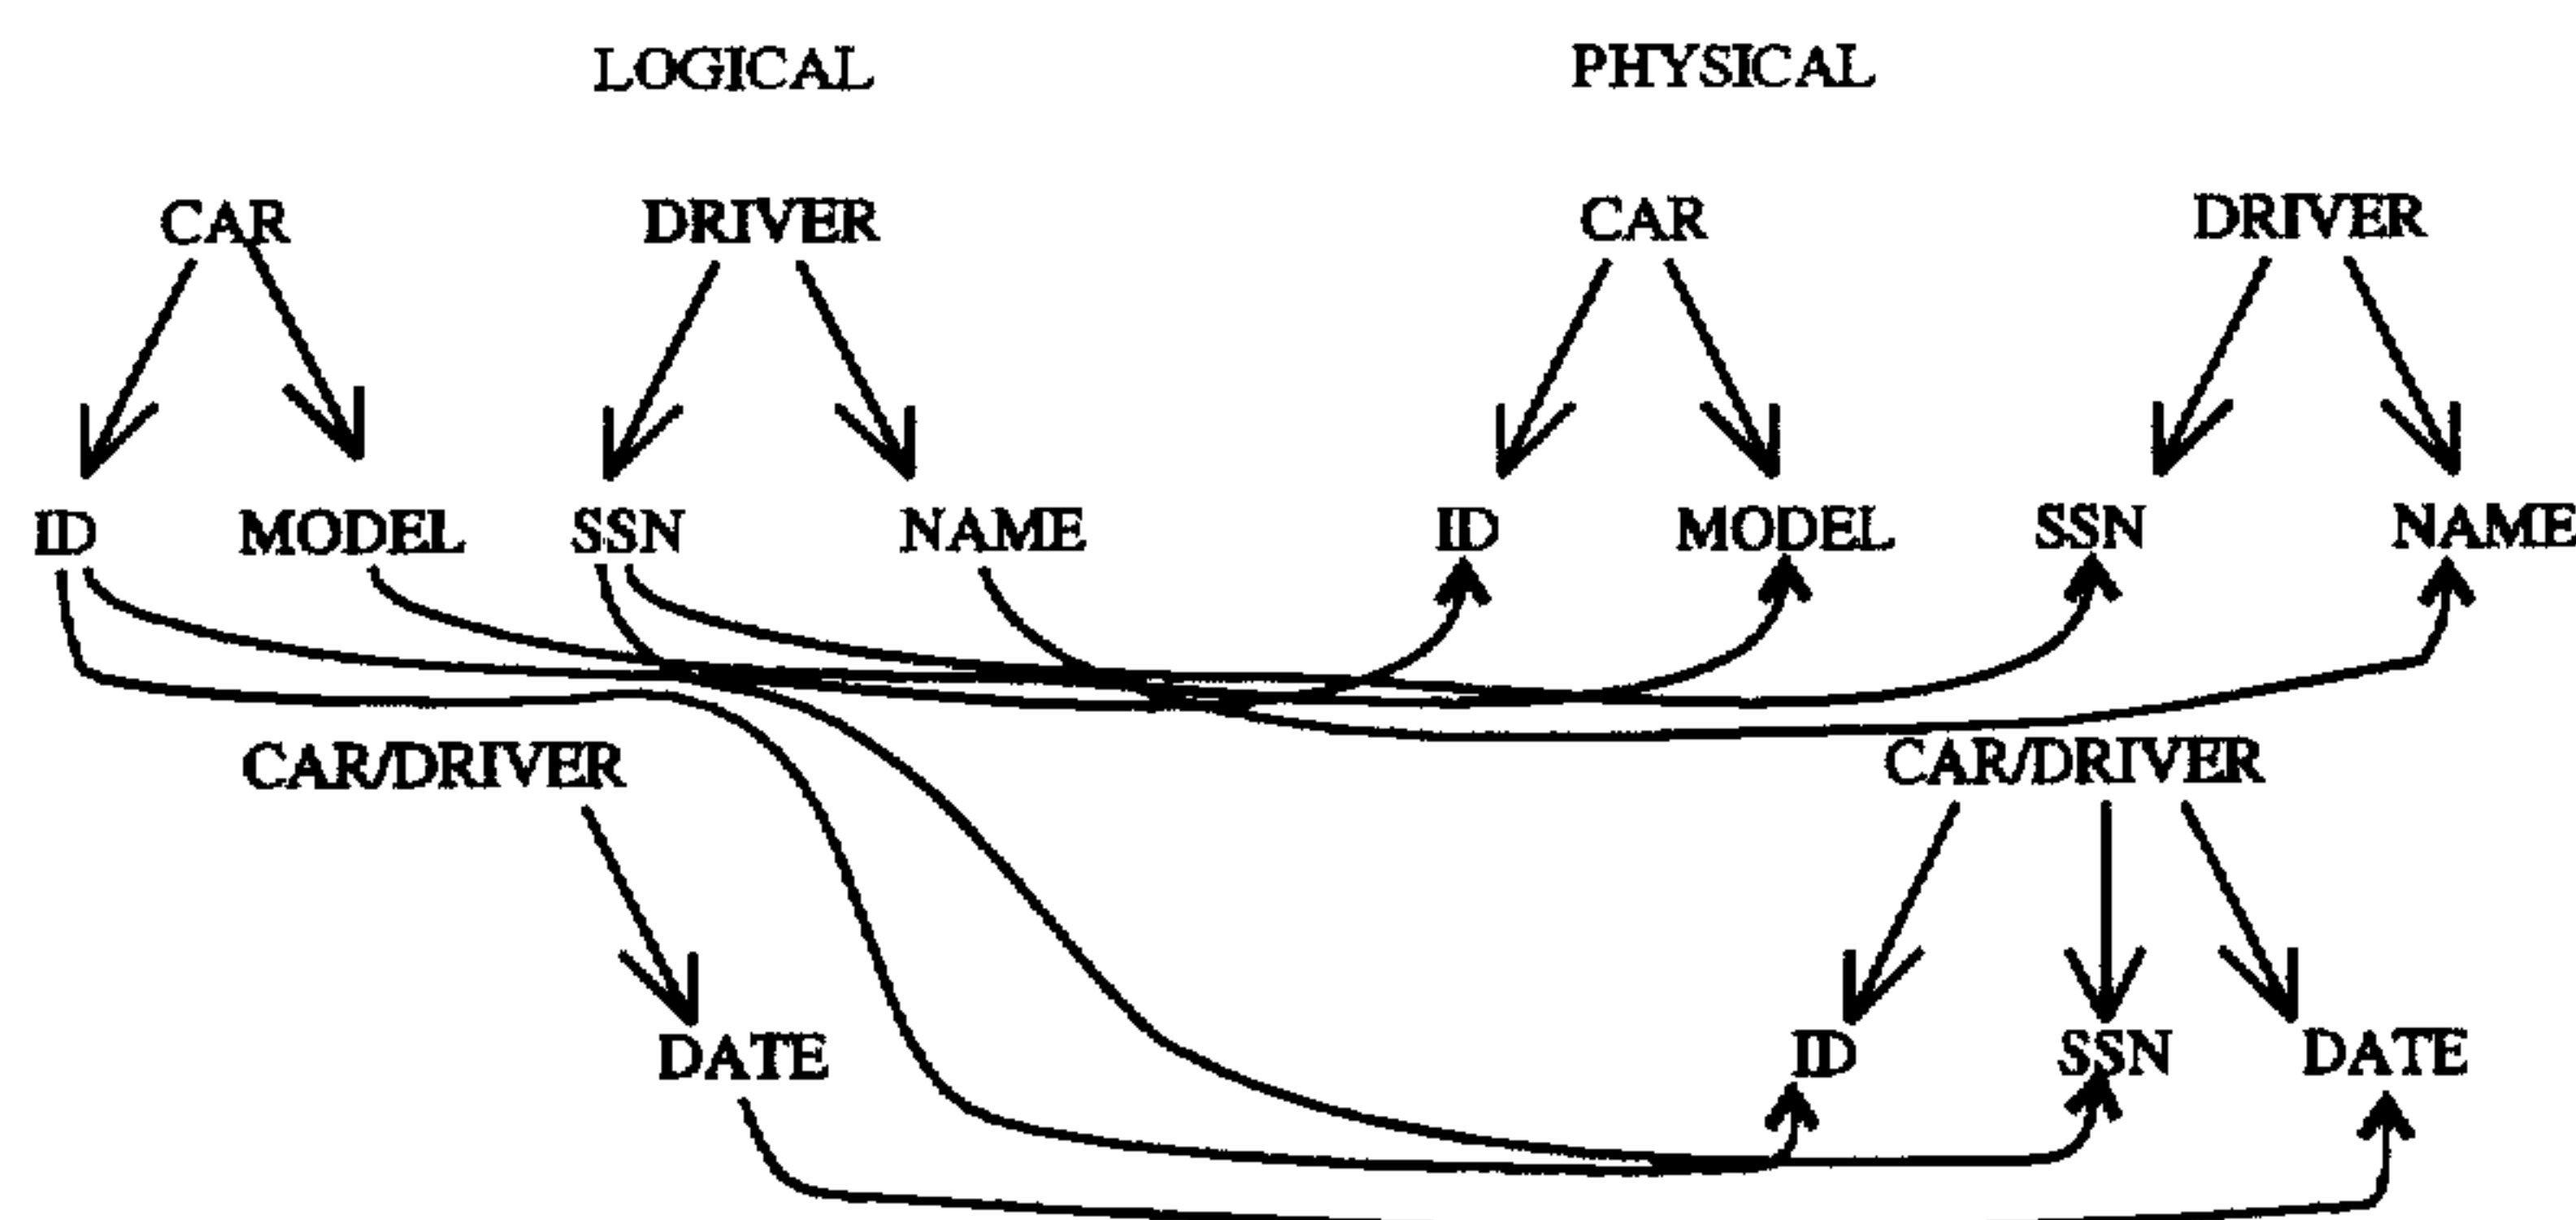 LOGICAL PHYSICAL
CAR DRIVER CAR DRIVER
ID MODEL SSN NAME ID MODEL SSN NAME
CAR/DRIVER CAR/DRIVER
DATE ID SSN DATE